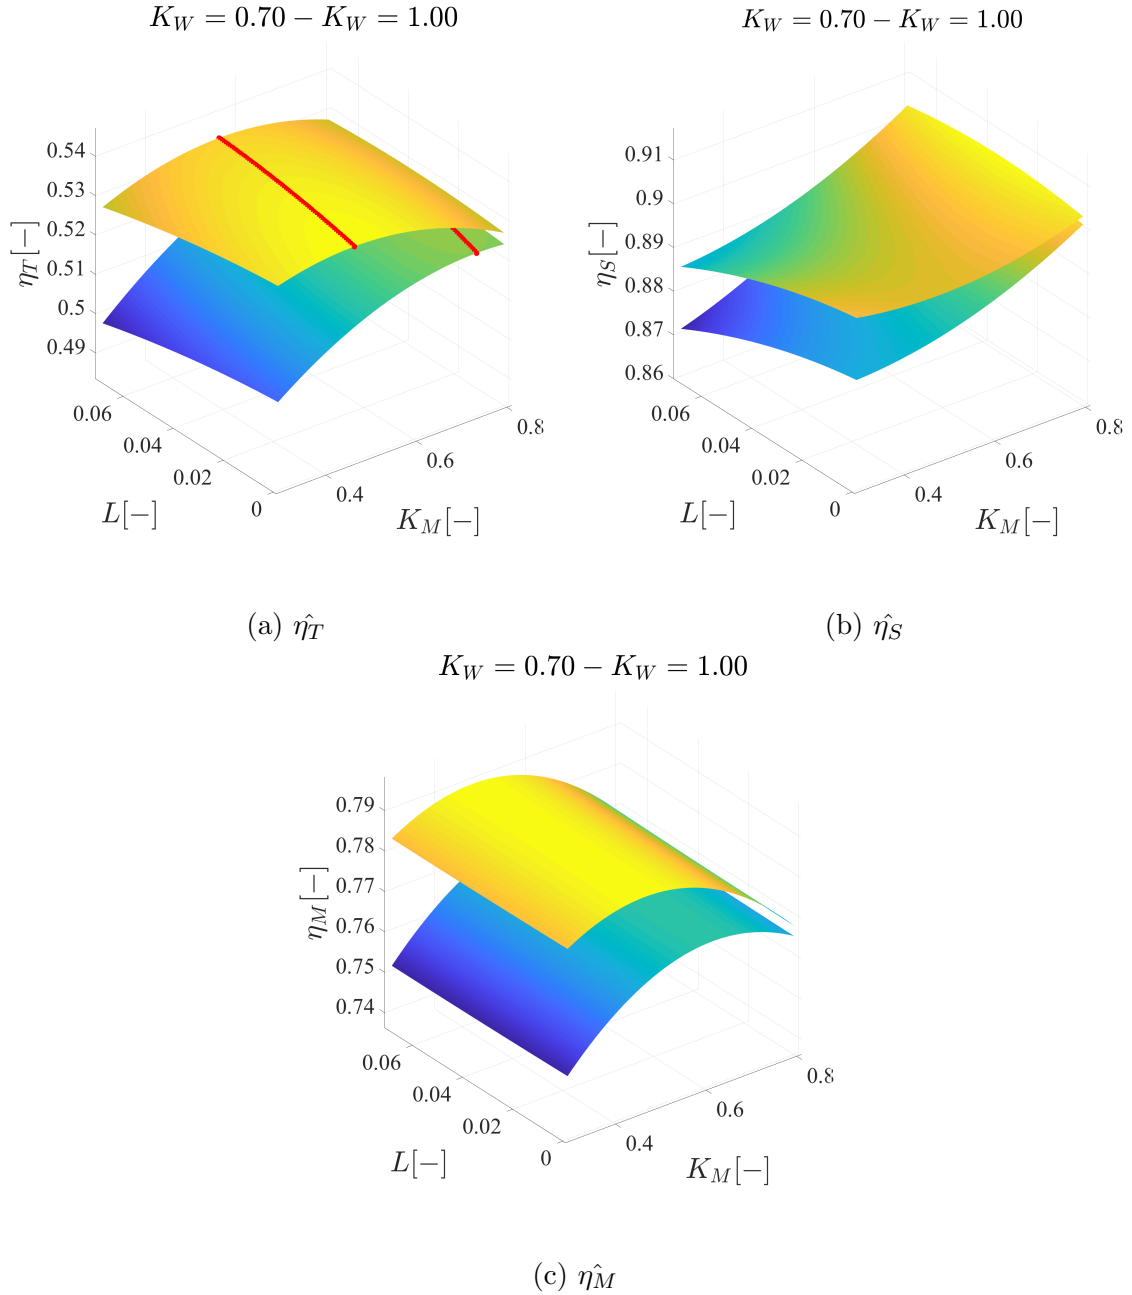 K_W = 0.70 − K_W = 1.00
0.54
0.53
0.52
0.51
0.5
0.49
η_T[−]
0.06
0.04
0.02
0
L[−]
0.4
0.6
0.8
K_M[−]
(a) η̂_T
K_W = 0.70 − K_W = 1.00
0.91
0.9
0.89
0.88
0.87
0.86
η_S[−]
0.06
0.04
0.02
0
L[−]
0.4
0.6
0.8
K_M[−]
(b) η̂_S
K_W = 0.70 − K_W = 1.00
0.79
0.78
0.77
0.76
0.75
0.74
η_M[−]
0.06
0.04
0.02
0
L[−]
0.4
0.6
0.8
K_M[−]
(c) η̂_M